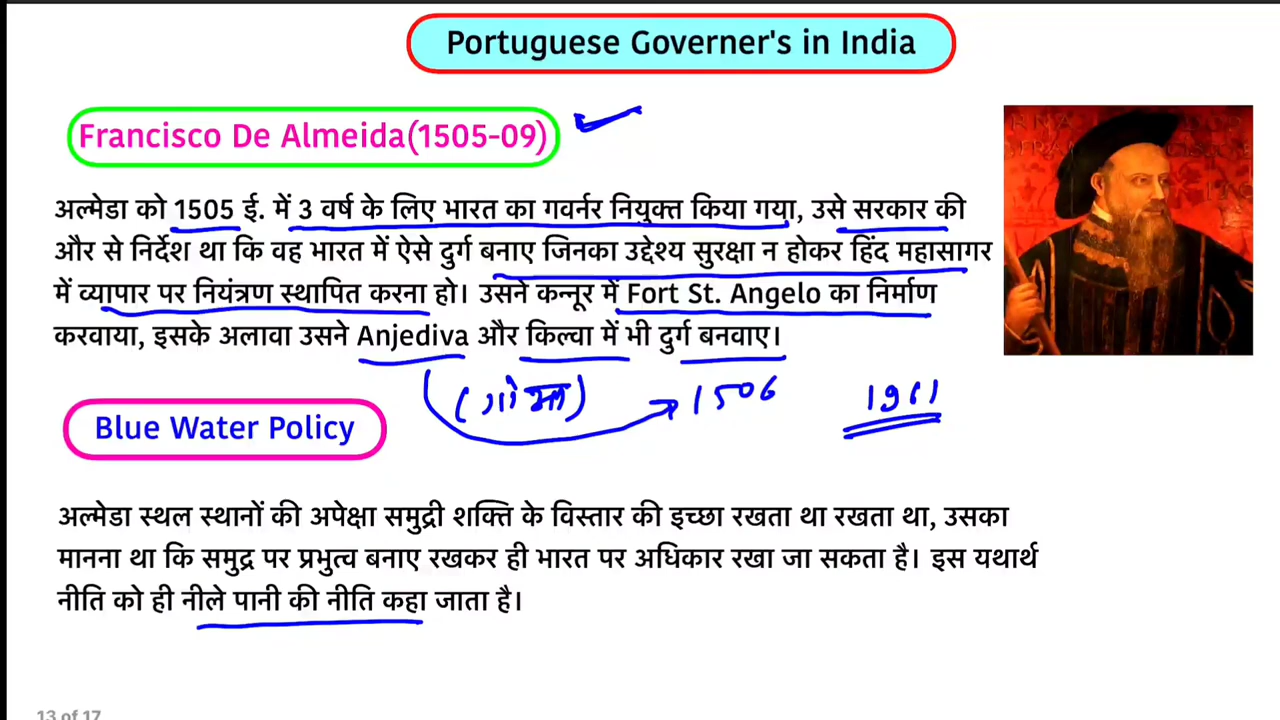 Portuguese Governer's in India
Francisco De Almeida(1505-09)
अल्मेडा को 1505 ई. में 3 वर्ष के लिए भारत का गवर्नर नियुक्त किया गया, उसे सरकार की
और से निर्देश था कि वह भारत में ऐसे दुर्ग बनाए जिनका उद्देश्य सुरक्षा न होकर हिंद महासागर
में व्यापार पर नियंत्रण स्थापित करना हो। उसने कन्नूर में Fort St. Angelo का निर्माण
करवाया, इसके अलावा उसने Anjediva और किल्वा में भी दुर्ग बनवाए।
(गोआ) 1506 1961
Blue Water Policy
अल्मेडा स्थल स्थानों की अपेक्षा समुद्री शक्ति के विस्तार की इच्छा रखता था रखता था, उसका
मानना था कि समुद्र पर प्रभुत्व बनाए रखकर ही भारत पर अधिकार रखा जा सकता है। इस यथार्थ
नीति को ही नीले पानी की नीति कहा जाता है।
13 of 17